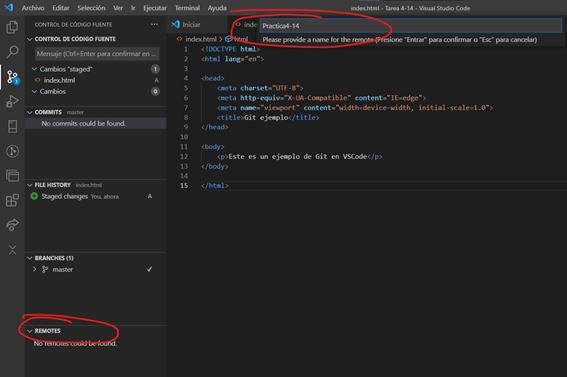 Archivo Editar Selección Ver Ir Ejecutar Terminal Ayuda
index.html - Tarea 4-14 - Visual Studio Code
CONTROL DE CÓDIGO FUENTE
CONTROL DE CÓDIGO FUENTE
Mensaje (Ctrl+Enter para confirmar en ...
Cambios "staged" 1
index.html A
Cambios 0
COMMITS master
No commits could be found.
FILE HISTORY index.html
Staged changes You, ahora A
BRANCHES (1)
master
REMOTES
No remotes could be found.
1
Iniciar
inde
Practica4-14
Please provide a name for the remote (Presione "Entrar" para confirmar o "Esc" para cancelar)
index.html > html
1 <!DOCTYPE html>
2 <html lang="en">
3
4 <head>
5 <meta charset="UTF-8">
6 <meta http-equiv="X-UA-Compatible" content="IE=edge">
7 <meta name="viewport" content="width=device-width, initial-scale=1.0">
8 <title>Git ejemplo</title>
9 </head>
10
11 <body>
12 <p>Este es un ejemplo de Git en VSCode</p>
13 </body>
14
15 </html>